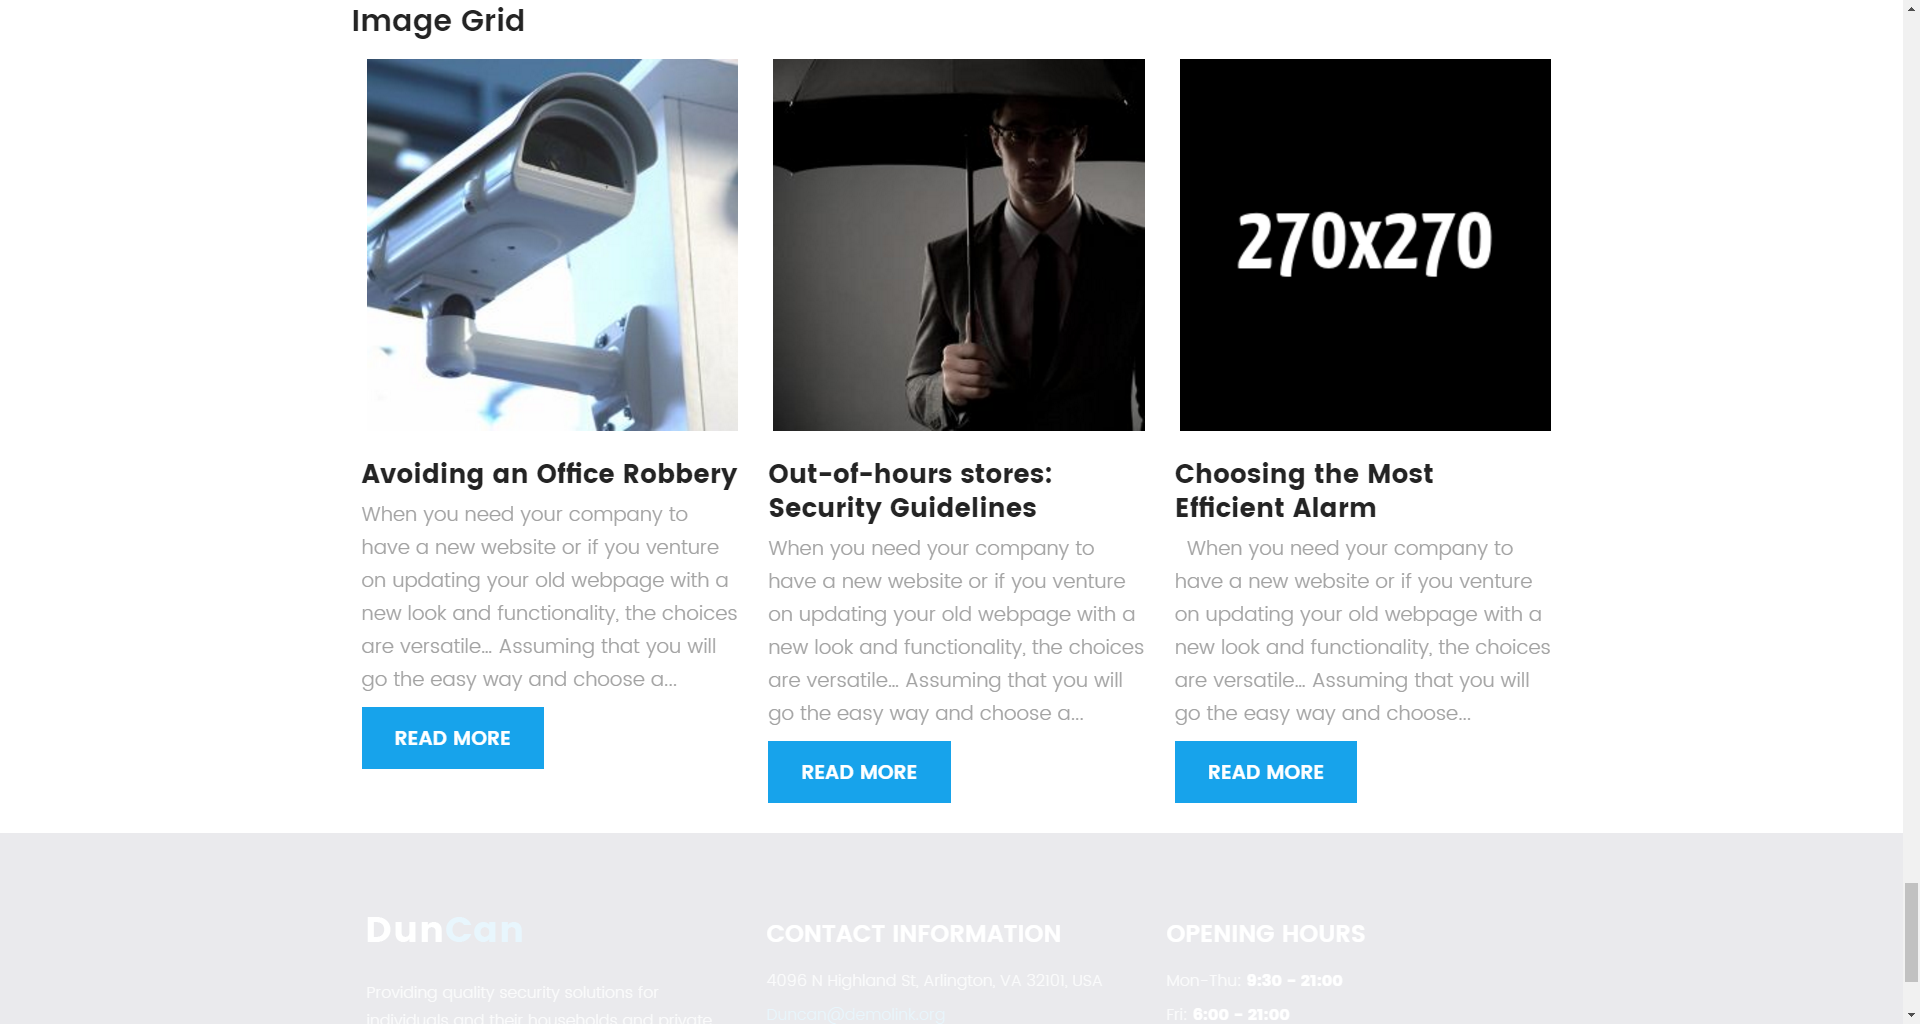 Image Grid
270x270
Avoiding an Office Robbery
When you need your company to
have a new website or if you venture
on updating your old webpage with a
new look and functionality, the choices
are versatile… Assuming that you will
go the easy way and choose a...
READ MORE
Out-of-hours stores:
Security Guidelines
When you need your company to
have a new website or if you venture
on updating your old webpage with a
new look and functionality, the choices
are versatile… Assuming that you will
go the easy way and choose a...
READ MORE
Choosing the Most
Efficient Alarm
When you need your company to
have a new website or if you venture
on updating your old webpage with a
new look and functionality, the choices
are versatile… Assuming that you will
go the easy way and choose...
READ MORE
DunCan
Providing quality security solutions for
individuals and their households and private
CONTACT INFORMATION
4096 N Highland St, Arlington, VA 32101, USA
Duncan@demolink.org
OPENING HOURS
Mon-Thu: 9:30 - 21:00
Fri: 6:00 - 21:00